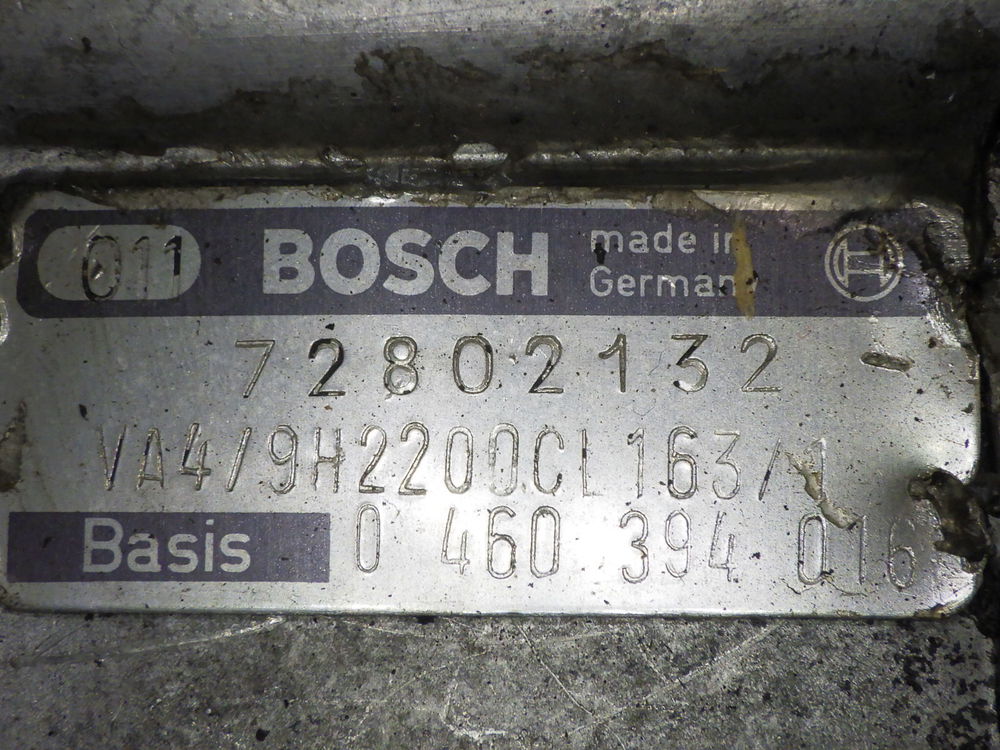 011 BOSCH made in Germany
72802132 -
VA4/9H2200CL163/1
Basis 0 460 394 016